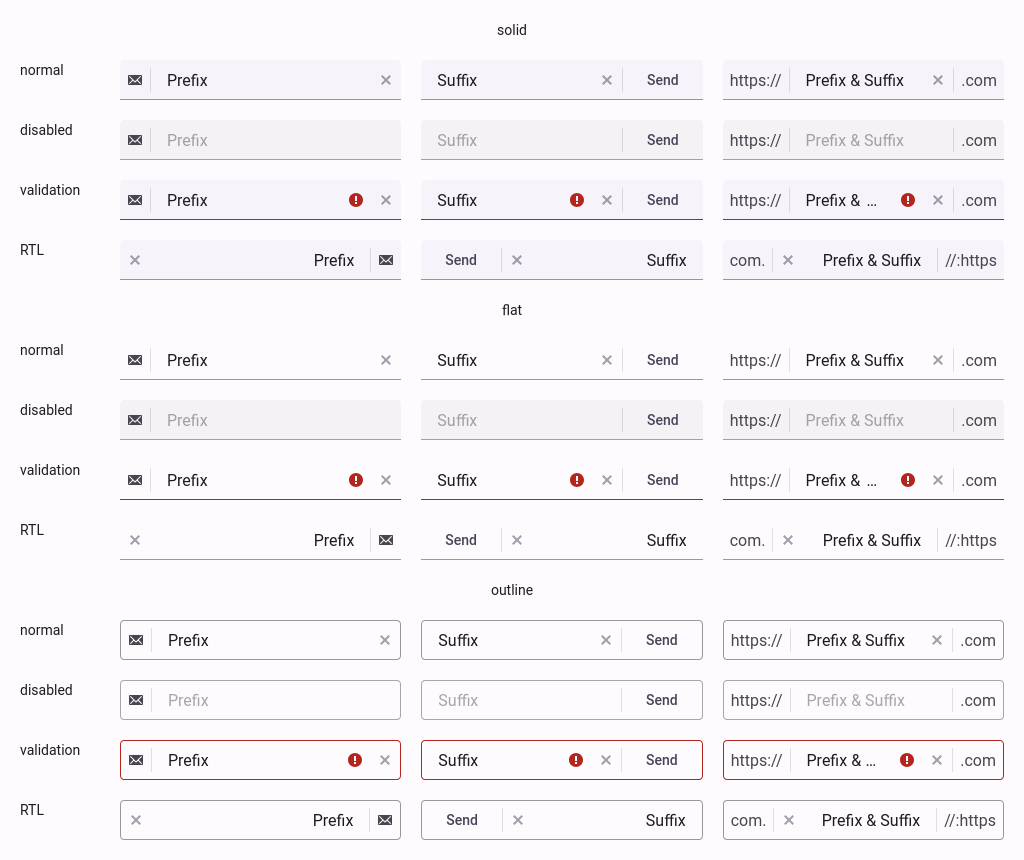 solid
normal Prefix Suffix Send https:// Prefix & Suffix .com
disabled Prefix Suffix Send https:// Prefix & Suffix .com
validation Prefix Suffix Send https:// Prefix & ... .com
RTL Prefix Send Suffix com. Prefix & Suffix //:https
flat
normal Prefix Suffix Send https:// Prefix & Suffix .com
disabled Prefix Suffix Send https:// Prefix & Suffix .com
validation Prefix Suffix Send https:// Prefix & ... .com
RTL Prefix Send Suffix com. Prefix & Suffix //:https
outline
normal Prefix Suffix Send https:// Prefix & Suffix .com
disabled Prefix Suffix Send https:// Prefix & Suffix .com
validation Prefix Suffix Send https:// Prefix & ... .com
RTL Prefix Send Suffix com. Prefix & Suffix //:https